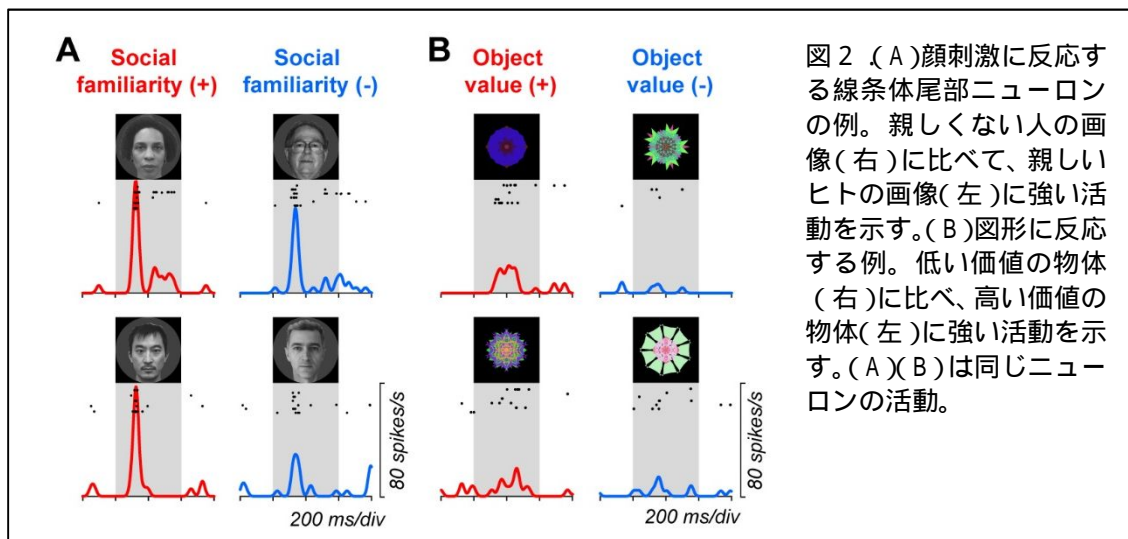 A
Social
familiarity (+)
Social
familiarity (-)
B
Object
value (+)
Object
value (-)
80 spikes/s
80 spikes/s
200 ms/div
200 ms/div
図２.(Ａ)顔刺激に反応す
る線条体尾部ニューロン
の例。親しくない人の画
像(右)に比べて、親しい
ヒトの画像(左)に強い活
動を示す。(Ｂ)図形に反応
する例。低い価値の物体
(右)に比べ、高い価値の
物体(左)に強い活動を示
す。(Ａ)(Ｂ)は同じニュー
ロンの活動。